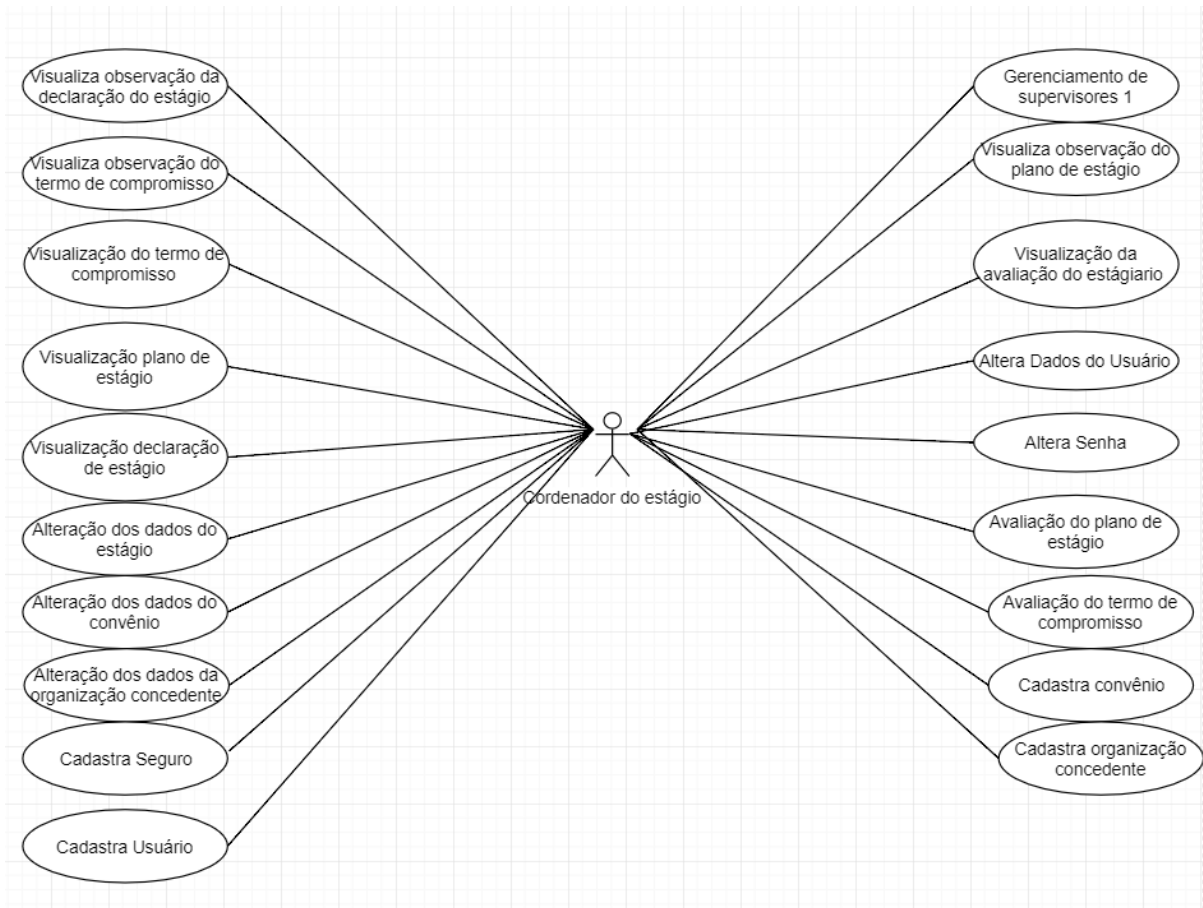 Visualiza observação da
declaração do estágio
Visualiza observação do
termo de compromisso
Visualização do termo de
compromisso
Visualização plano de
estágio
Visualização declaração
de estágio
Alteração dos dados do
estágio
Alteração dos dados do
convênio
Alteração dos dados da
organização concedente
Cadastra Seguro
Cadastra Usuário
Cordenador do estágio
Gerenciamento de
supervisores 1
Visualiza observação do
plano de estágio
Visualização da
avaliação do estágiario
Altera Dados do Usuário
Altera Senha
Avaliação do plano de
estágio
Avaliação do termo de
compromisso
Cadastra convênio
Cadastra organização
concedente